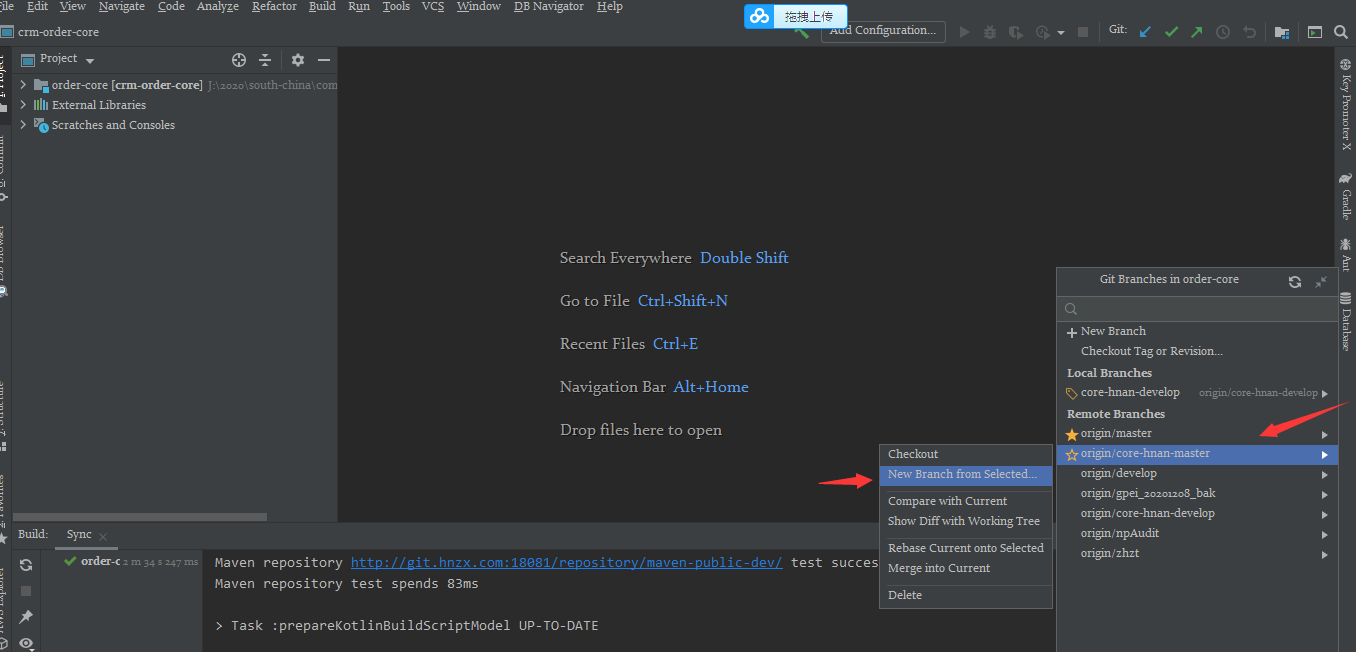 File Edit View Navigate Code Analyze Refactor Build Run Tools VCS Window DB Navigator Help
拖拽上传
crm-order-core
Add Configuration...
Git:
Project
order-core [crm-order-core] J:\2020\south-china\com
External Libraries
Scratches and Consoles
Search Everywhere Double Shift
Go to File Ctrl+Shift+N
Recent Files Ctrl+E
Navigation Bar Alt+Home
Drop files here to open
Key Promoter X
Gradle
Ant
Database
Git Branches in order-core
New Branch
Checkout Tag or Revision...
Local Branches
core-hnan-develop origin/core-hnan-develop
Remote Branches
origin/master
origin/core-hnan-master
origin/develop
origin/gpei_20201208_bak
origin/core-hnan-develop
origin/npAudit
origin/zhzt
Checkout
New Branch from Selected...
Compare with Current
Show Diff with Working Tree
Rebase Current onto Selected
Merge into Current
Delete
Build: Sync
order-c 2 m 34 s 247 ms
Maven repository http://git.hnzx.com:18081/repository/maven-public-dev/ test succes
Maven repository test spends 83ms
> Task :prepareKotlinBuildScriptModel UP-TO-DATE